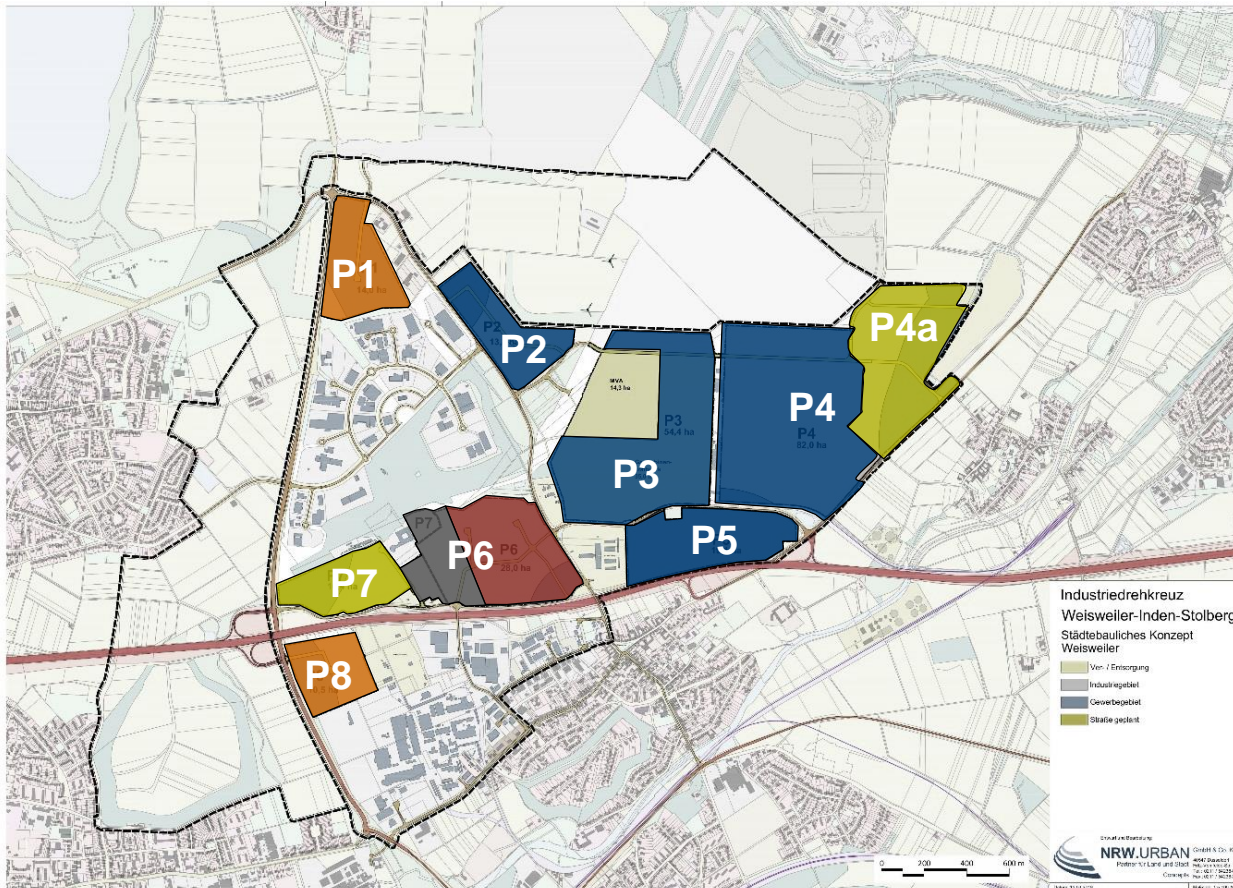 P1
P2
P2
P4a
MVA
14,3 ha
P3
54,4 ha
P4
P4
82,0 ha
P3
P7
P6
P6
28,0 ha
P5
P7
P8
Industriedrehkreuz
Weisweiler-Inden-Stolberg
Städtebauliches Konzept
Weisweiler
Ver- / Entsorgung
Industriegebiet
Gewerbegebiet
Straße geplant
0 200 400 600 m
NRW.URBAN GmbH & Co. K
Partner für Land und Stadt